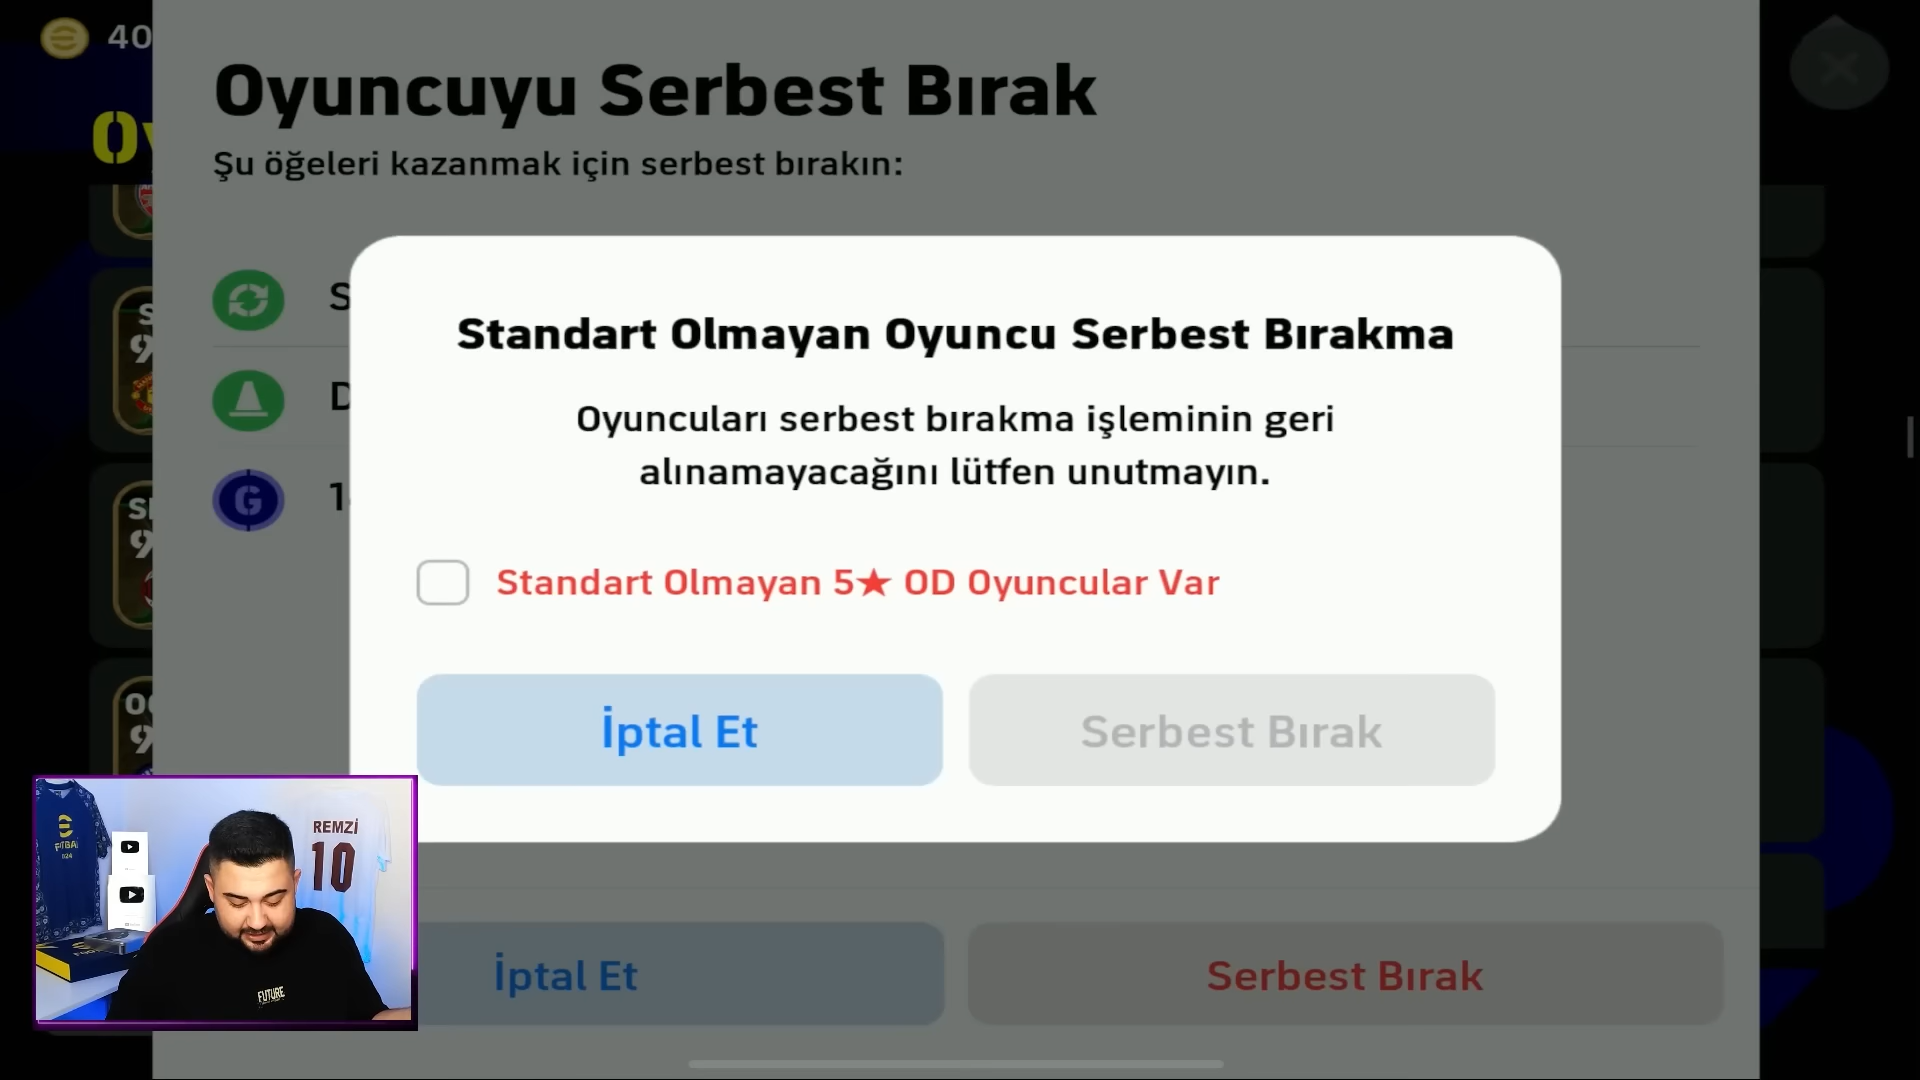 40
Oyuncuyu Serbest Bırak
Şu öğeleri kazanmak için serbest bırakın:
Standart Olmayan Oyuncu Serbest Bırakma
Oyuncuları serbest bırakma işleminin geri
alınamayacağını lütfen unutmayın.
Standart Olmayan 5★ OD Oyuncular Var
İptal Et
Serbest Bırak
REMZİ
10
FUTURE
İptal Et
Serbest Bırak